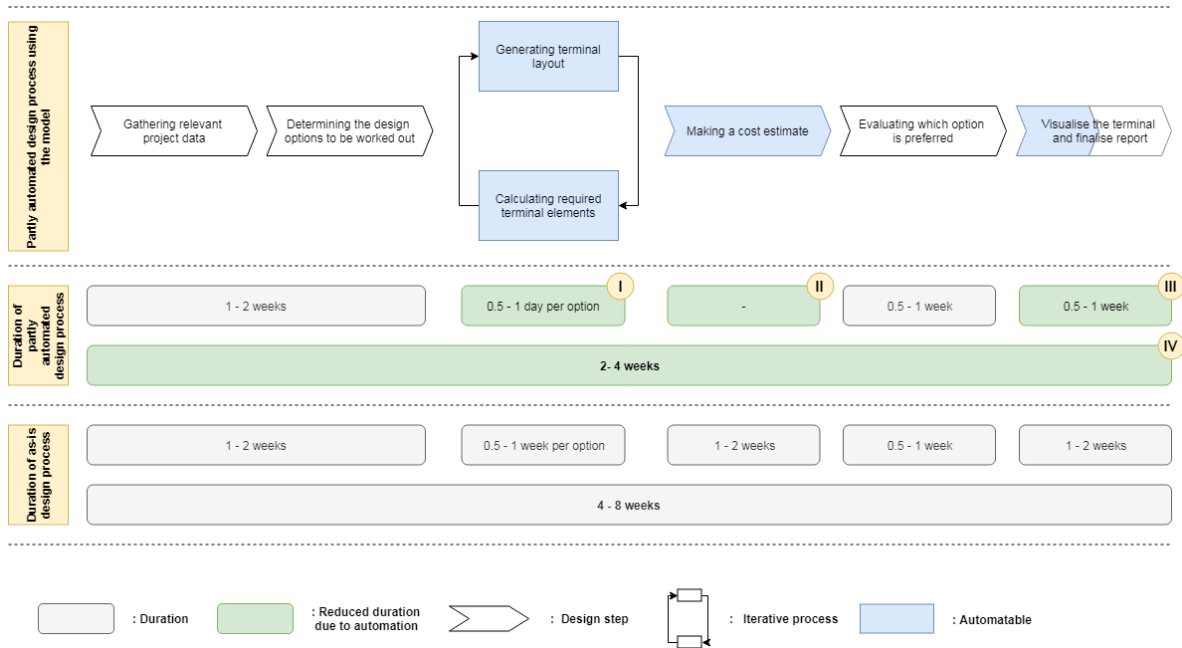 Partly automated design process using
the model
Gathering relevant
project data
Determining the design
options to be worked out
Generating terminal
layout
Calculating required
terminal elements
Making a cost estimate
Evaluating which option
is preferred
Visualise the terminal
and finalise report
Duration of
partly
automated
design process
1 - 2 weeks
0.5 - 1 day per option
I
-
II
0.5 - 1 week
0.5 - 1 week
III
2- 4 weeks
IV
Duration of as-is
design process
1 - 2 weeks
0.5 - 1 week per option
1 - 2 weeks
0.5 - 1 week
1 - 2 weeks
4 - 8 weeks
: Duration
: Reduced duration
due to automation
: Design step
: Iterative process
: Automatable